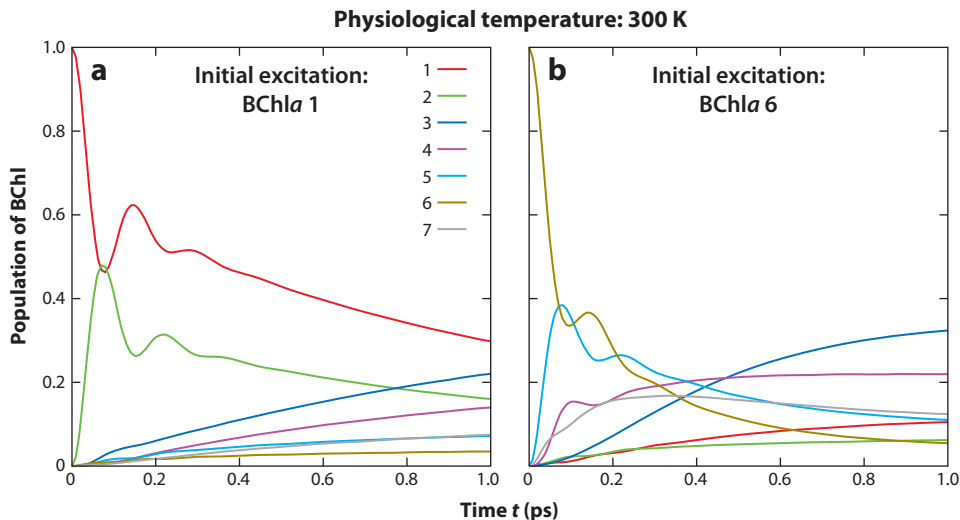 Physiological temperature: 300 K
a
Initial excitation:
BChla 1
1
2
3
4
5
6
7
b
Initial excitation:
BChla 6
Population of BChl
1.0
0.8
0.6
0.4
0.2
0
0.0 0.2 0.4 0.6 0.8 1.0
0.0 0.2 0.4 0.6 0.8 1.0
Time t (ps)